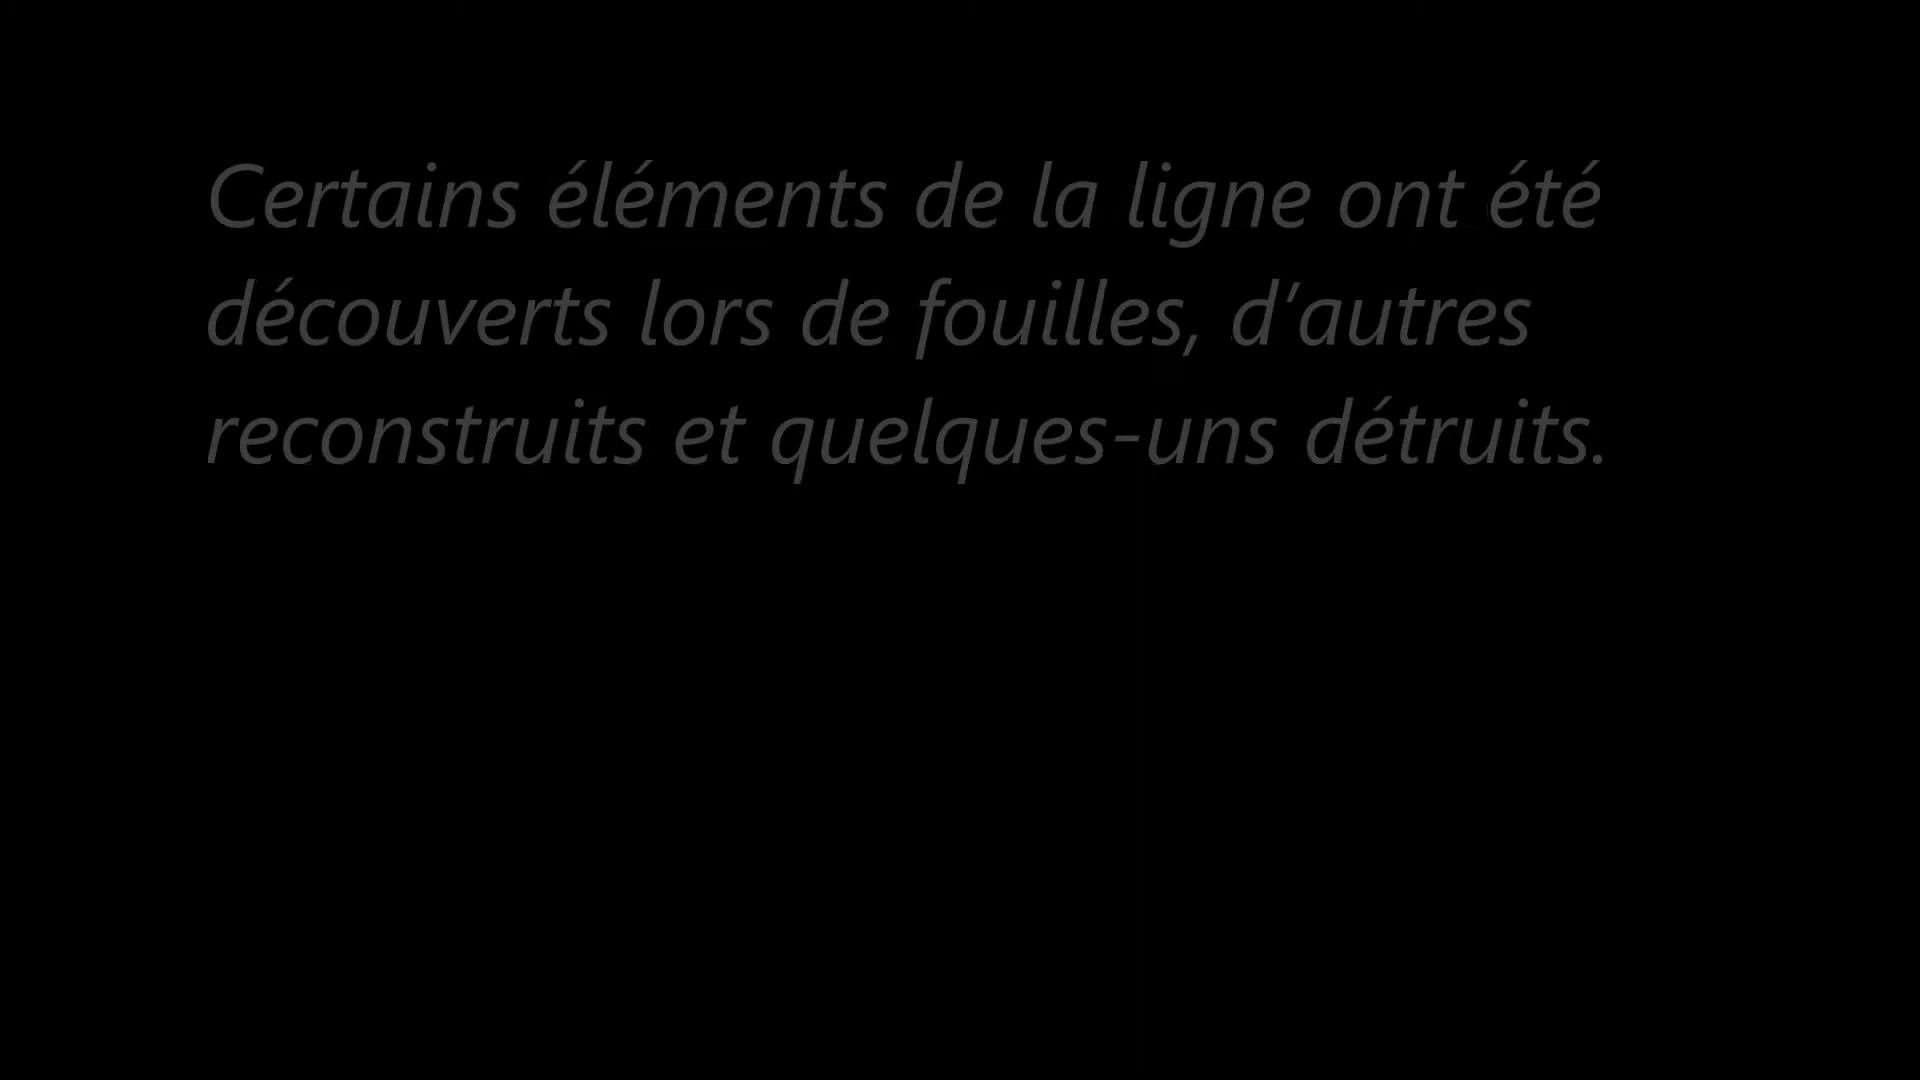 Certains éléments de la ligne ont été
découverts lors de fouilles, d’autres
reconstruits et quelques-uns détruits.